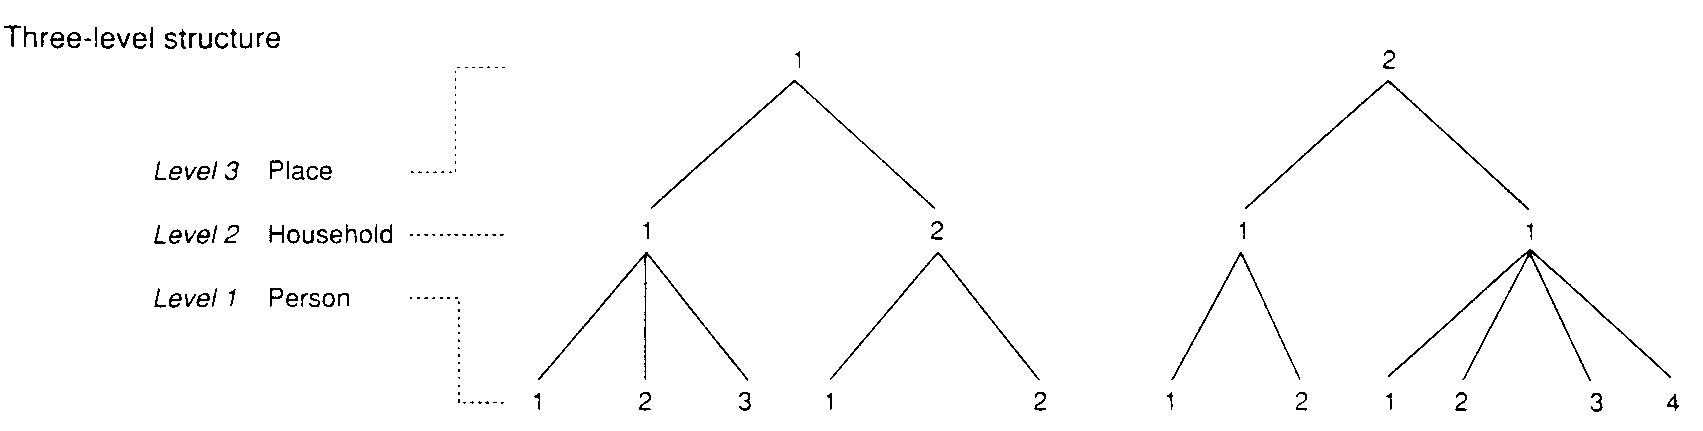 Three-level structure
1 2
Level 3 Place
Level 2 Household 1 2 1 1
Level 1 Person
1 2 3 1 2 1 2 1 2 3 4